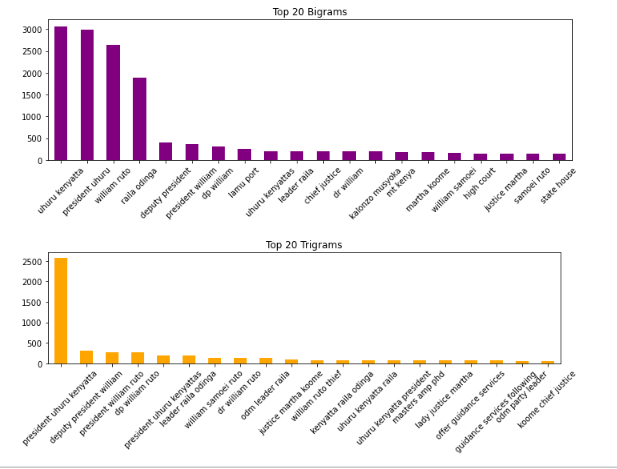 Top 20 Bigrams
3000
2500
2000
1500
1000
500
0
uhuru kenyatta
president uhuru
william ruto
raila odinga
deputy president
president william
dp william
lamu port
uhuru kenyattas
leader raila
chief justice
dr william
kalonzo musyoka
mt kenya
martha koome
william samoei
high court
justice martha
samoei ruto
state house
Top 20 Trigrams
2500
2000
1500
1000
500
0
president uhuru kenyatta
deputy president william
president william ruto
dp william ruto
president uhuru kenyattas
leader raila odinga
william samoei ruto
dr william ruto
odm leader raila
justice martha koome
william ruto thief
kenyatta raila odinga
uhuru kenyatta raila
uhuru kenyatta president
masters amp phd
lady justice martha
offer guidance services
guidance services following
odm party leader
koome chief justice